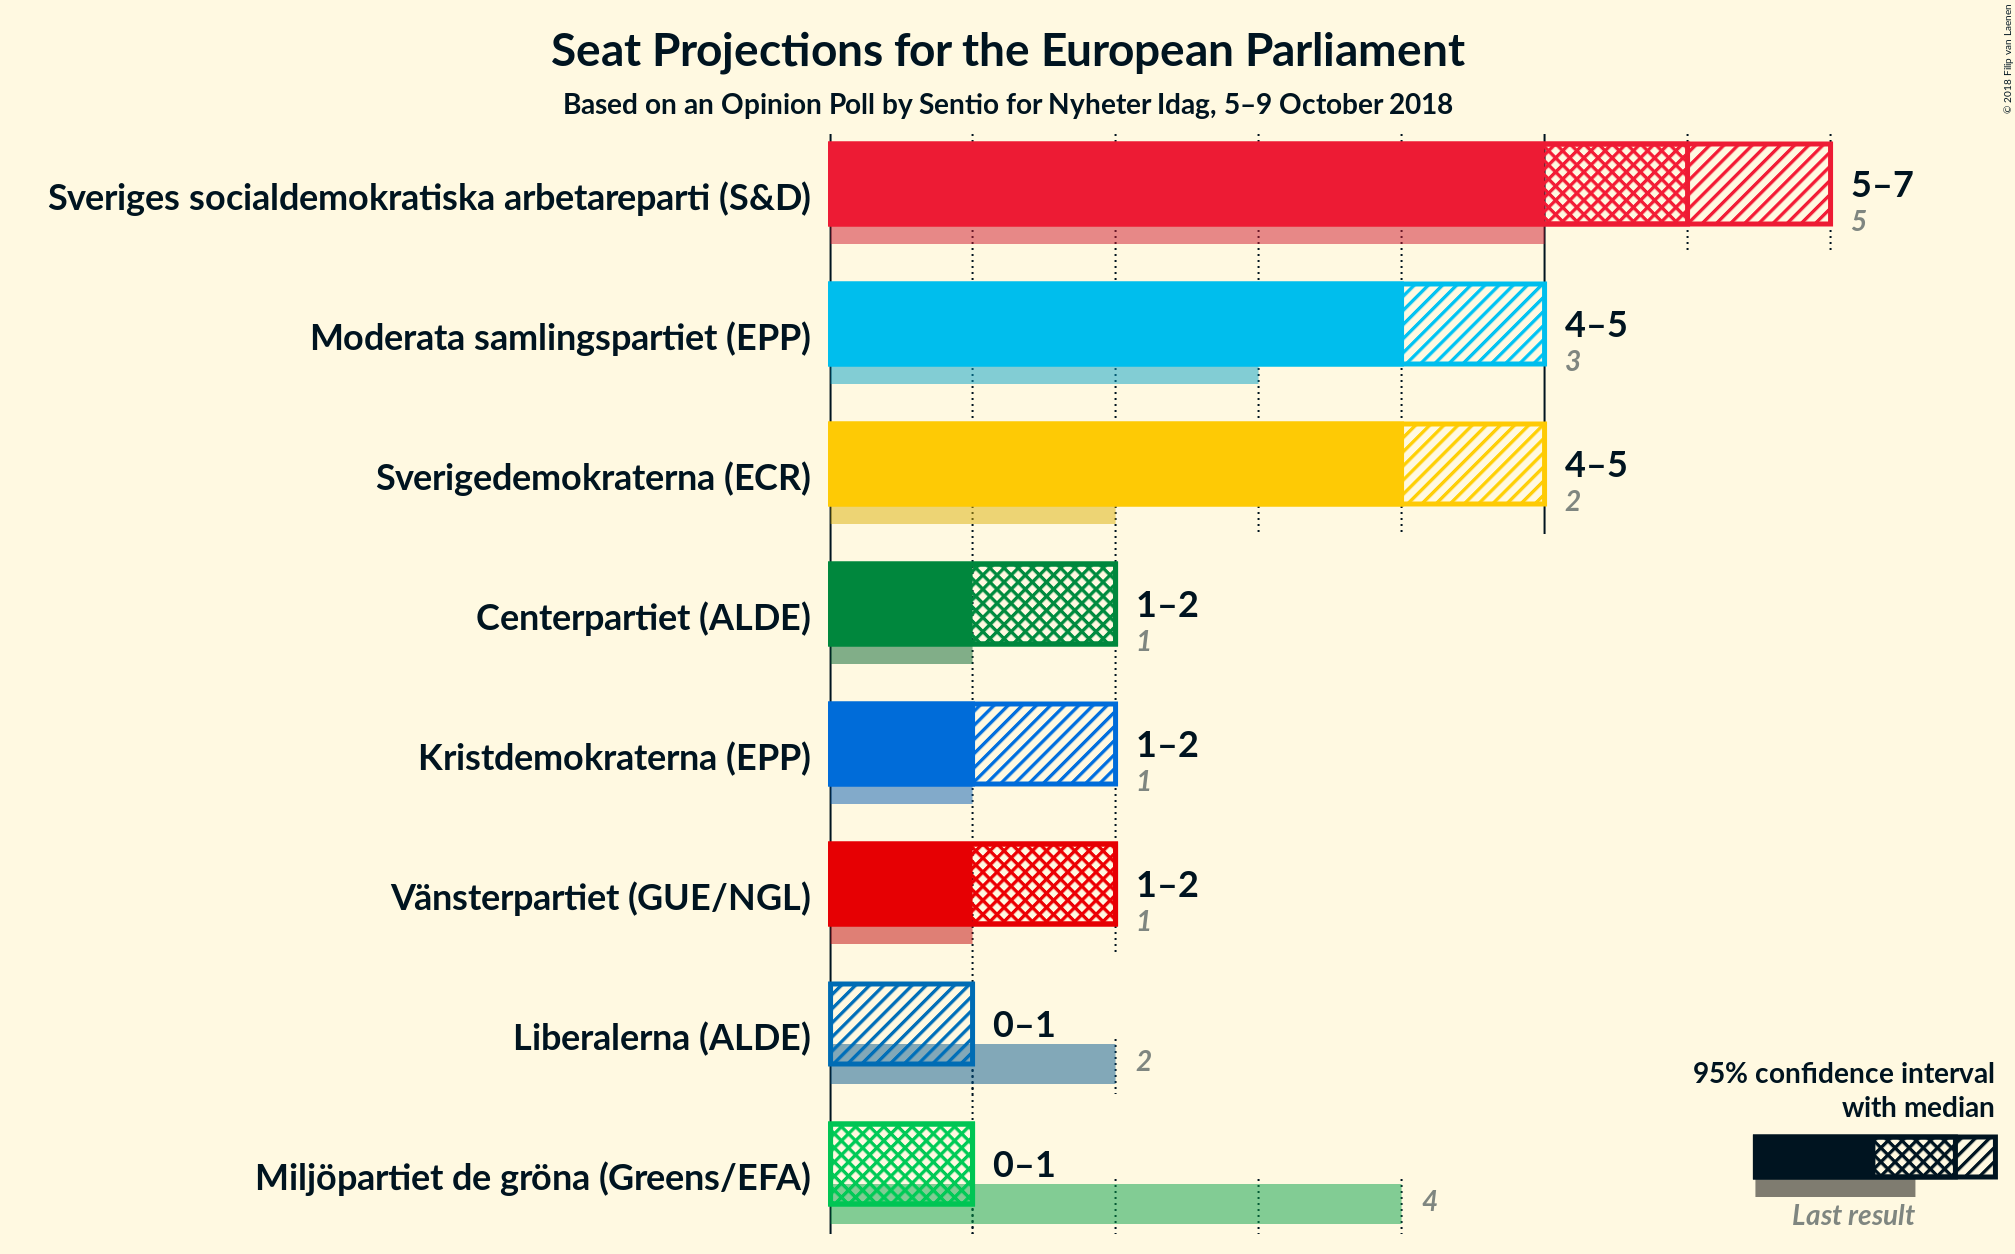 Seat Projections for the European Parliament
Based on an Opinion Poll by Sentio for Nyheter Idag, 5–9 October 2018
© 2018 Filip van Laenen
Sveriges socialdemokratiska arbetareparti (S&D)
5–7
5
Moderata samlingspartiet (EPP)
4–5
3
Sverigedemokraterna (ECR)
4–5
2
Centerpartiet (ALDE)
1–2
1
Kristdemokraterna (EPP)
1–2
1
Vänsterpartiet (GUE/NGL)
1–2
1
Liberalerna (ALDE)
0–1
2
Miljöpartiet de gröna (Greens/EFA)
0–1
4
95% confidence interval
with median
Last result